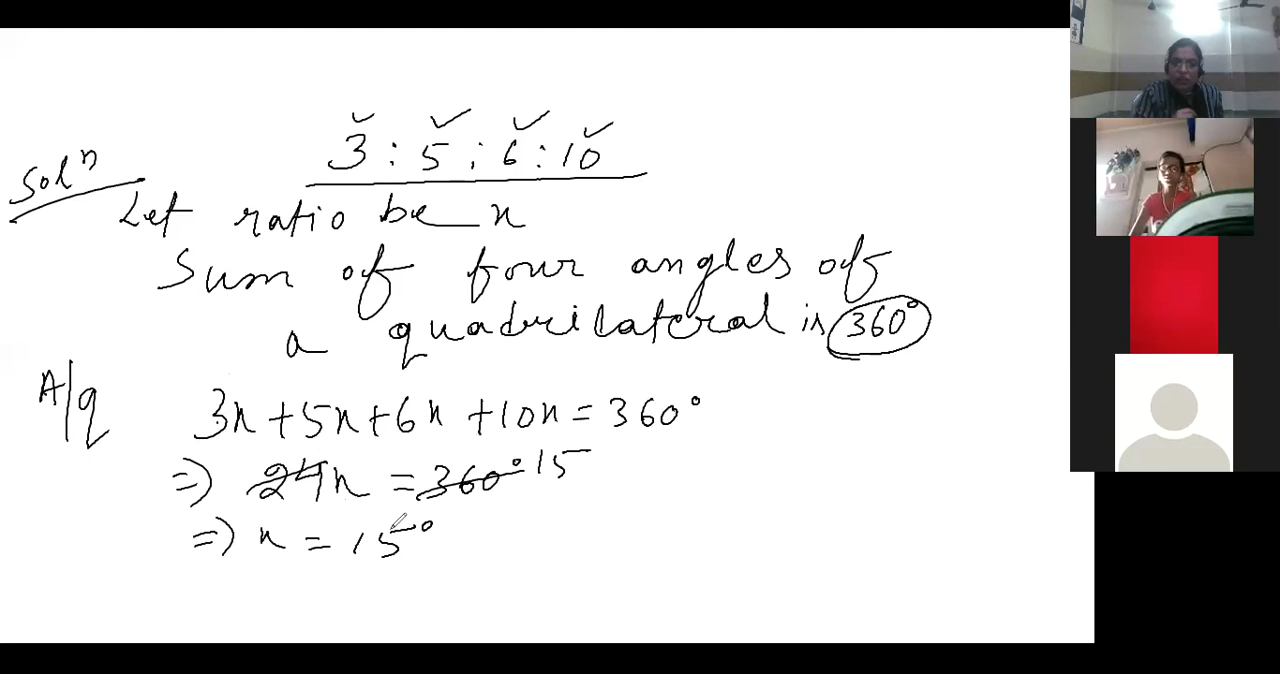 3 : 5 : 6 : 10
Solⁿ
Let ratio be x
Sum of four angles of
a quadrilateral is 360°
A/q 3x + 5x + 6x + 10x = 360°
⇒ 24x = 360° 15
⇒ x = 15°